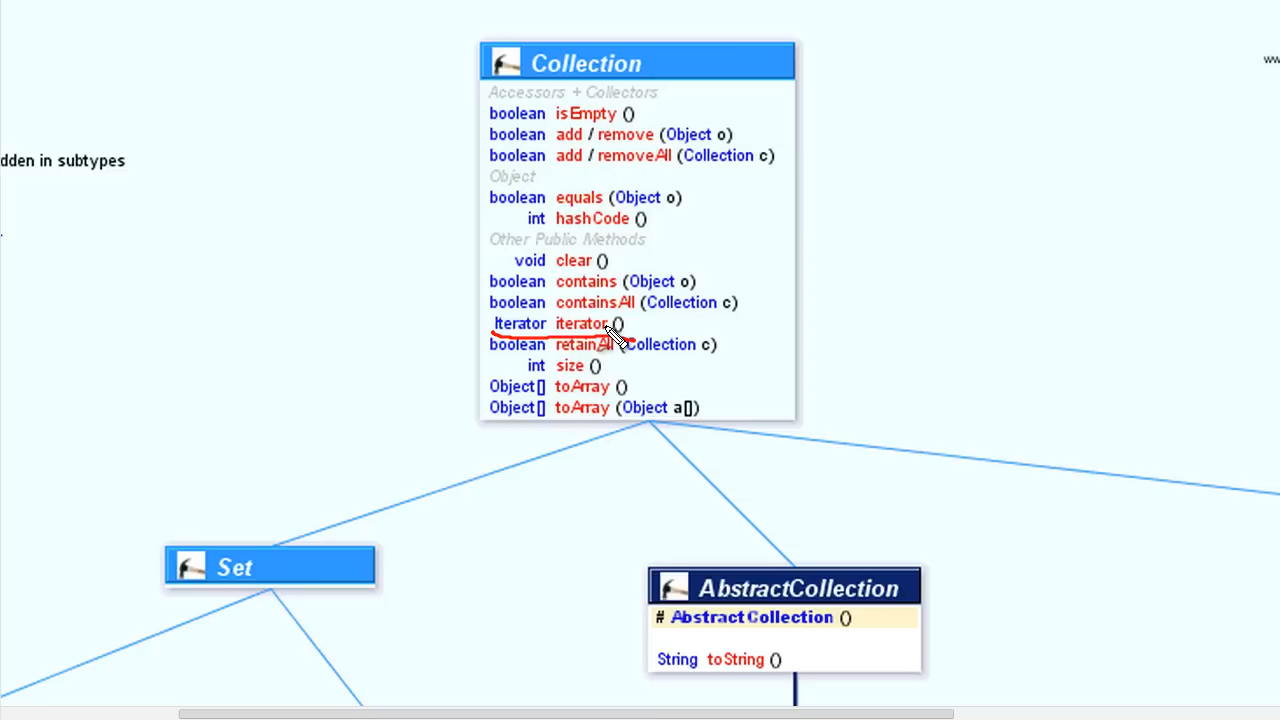 Collection
www
Accessors + Collectors
boolean isEmpty ()
boolean add / remove (Object o)
boolean add / removeAll (Collection c)
dden in subtypes
Object
boolean equals (Object o)
int hashCode ()
Other Public Methods
void clear ()
boolean contains (Object o)
boolean containsAll (Collection c)
Iterator iterator ()
boolean retainAll (Collection c)
int size ()
Object[] toArray ()
Object[] toArray (Object a[])
Set
AbstractCollection
# AbstractCollection ()
String toString ()